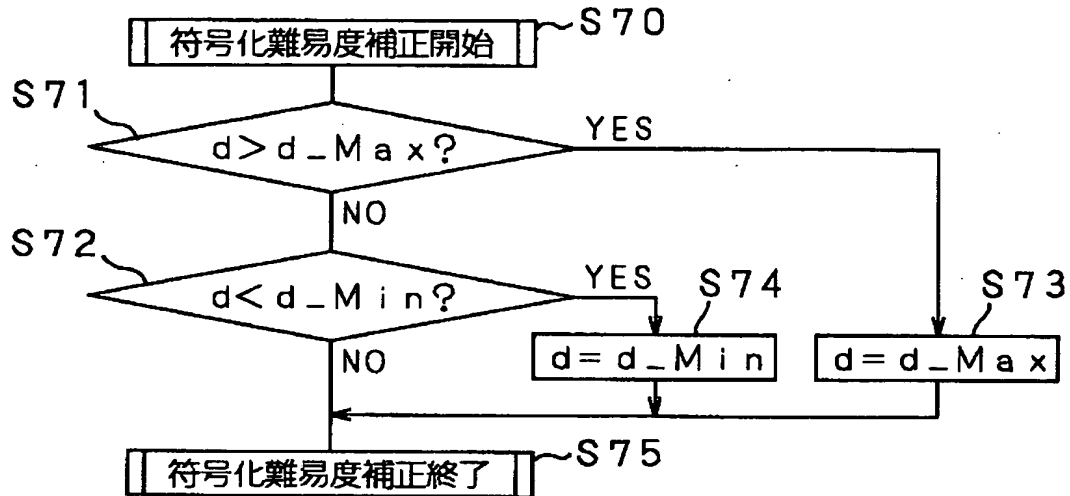 符号化難易度補正開始
S70
S71
d>d_Max?
YES
NO
S72
d<d_Min?
YES
NO
S74
d=d_Min
S73
d=d_Max
符号化難易度補正終了
S75